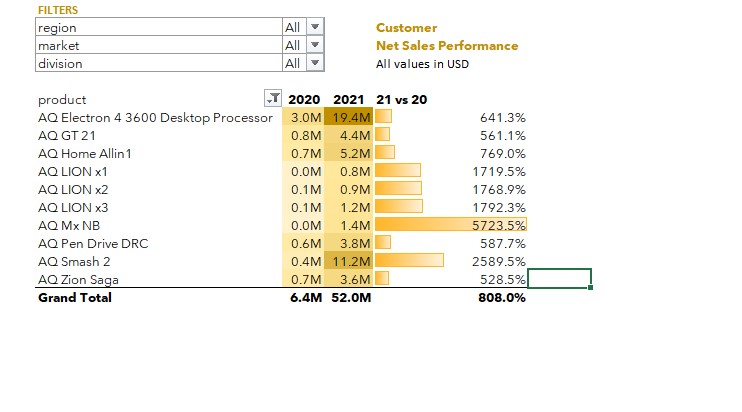 FILTERS
region All
market All
division All
Customer
Net Sales Performance
All values in USD
product 2020 2021 21 vs 20
AQ Electron 4 3600 Desktop Processor 3.0M 19.4M 641.3%
AQ GT 21 0.8M 4.4M 561.1%
AQ Home Allin1 0.7M 5.2M 769.0%
AQ LION x1 0.0M 0.8M 1719.5%
AQ LION x2 0.1M 0.9M 1768.9%
AQ LION x3 0.1M 1.2M 1792.3%
AQ Mx NB 0.0M 1.4M 5723.5%
AQ Pen Drive DRC 0.6M 3.8M 587.7%
AQ Smash 2 0.4M 11.2M 2589.5%
AQ Zion Saga 0.7M 3.6M 528.5%
Grand Total 6.4M 52.0M 808.0%